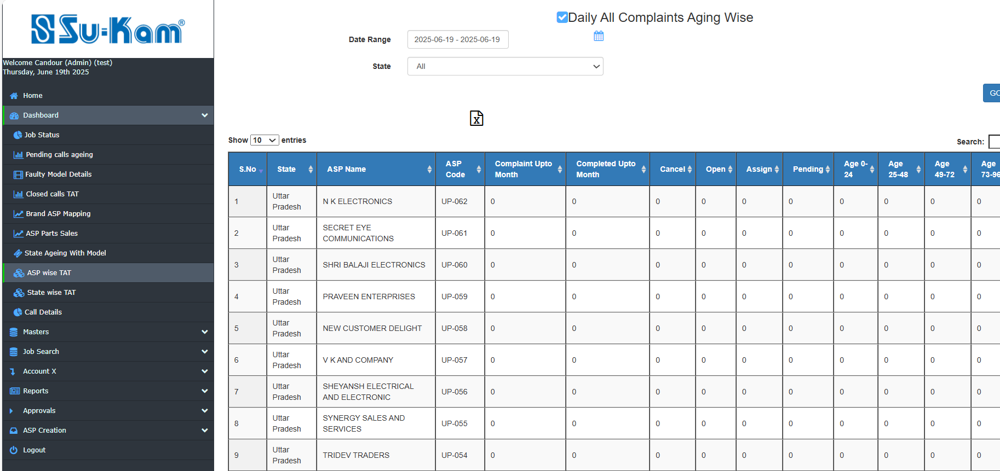 Su-Kam®
Welcome Candour (Admin) (test)
Thursday, June 19th 2025
Home
Dashboard
Job Status
Pending calls ageing
Faulty Model Details
Closed calls TAT
Brand ASP Mapping
ASP Parts Sales
State Ageing With Model
ASP wise TAT
State wise TAT
Call Details
Masters
Job Search
Account X
Reports
Approvals
ASP Creation
Logout
Daily All Complaints Aging Wise
Date Range 2025-06-19 - 2025-06-19
State All
GO
Show 10 entries
Search:
S.No State ASP Name ASP Code Complaint Upto Month Completed Upto Month Cancel Open Assign Pending Age 0-24 Age 25-48 Age 49-72 Age 73-96
1 Uttar Pradesh N K ELECTRONICS UP-062 0 0 0 0 0 0 0 0 0 0
2 Uttar Pradesh SECRET EYE COMMUNICATIONS UP-061 0 0 0 0 0 0 0 0 0 0
3 Uttar Pradesh SHRI BALAJI ELECTRONICS UP-060 0 0 0 0 0 0 0 0 0 0
4 Uttar Pradesh PRAVEEN ENTERPRISES UP-059 0 0 0 0 0 0 0 0 0 0
5 Uttar Pradesh NEW CUSTOMER DELIGHT UP-058 0 0 0 0 0 0 0 0 0 0
6 Uttar Pradesh V K AND COMPANY UP-057 0 0 0 0 0 0 0 0 0 0
7 Uttar Pradesh SHEYANSH ELECTRICAL AND ELECTRONIC UP-056 0 0 0 0 0 0 0 0 0 0
8 Uttar Pradesh SYNERGY SALES AND SERVICES UP-055 0 0 0 0 0 0 0 0 0 0
9 Uttar Pradesh TRIDEV TRADERS UP-054 0 0 0 0 0 0 0 0 0 0